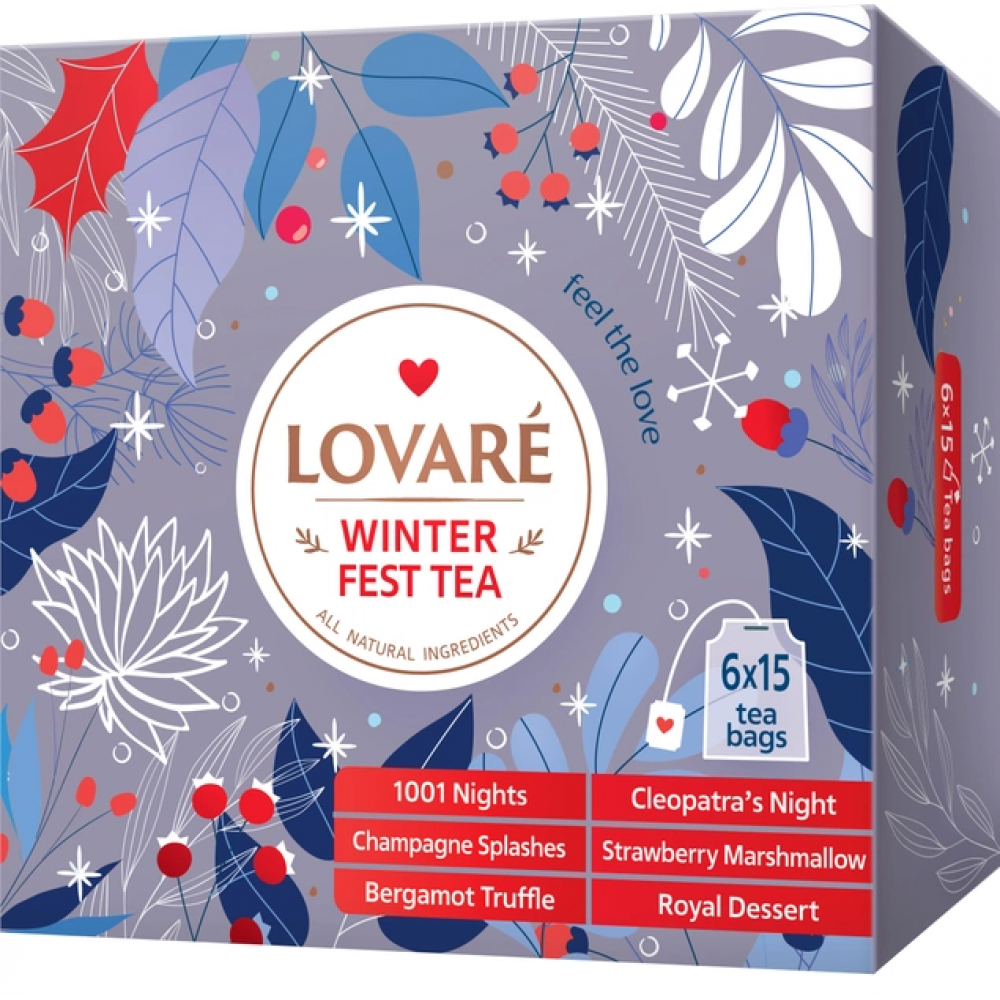 feel the love
LOVARÉ
WINTER
FEST TEA
ALL NATURAL INGREDIENTS
6x15
tea
bags
1001 Nights
Cleopatra's Night
Champagne Splashes
Strawberry Marshmallow
Bergamot Truffle
Royal Dessert
6x15 Tea bags